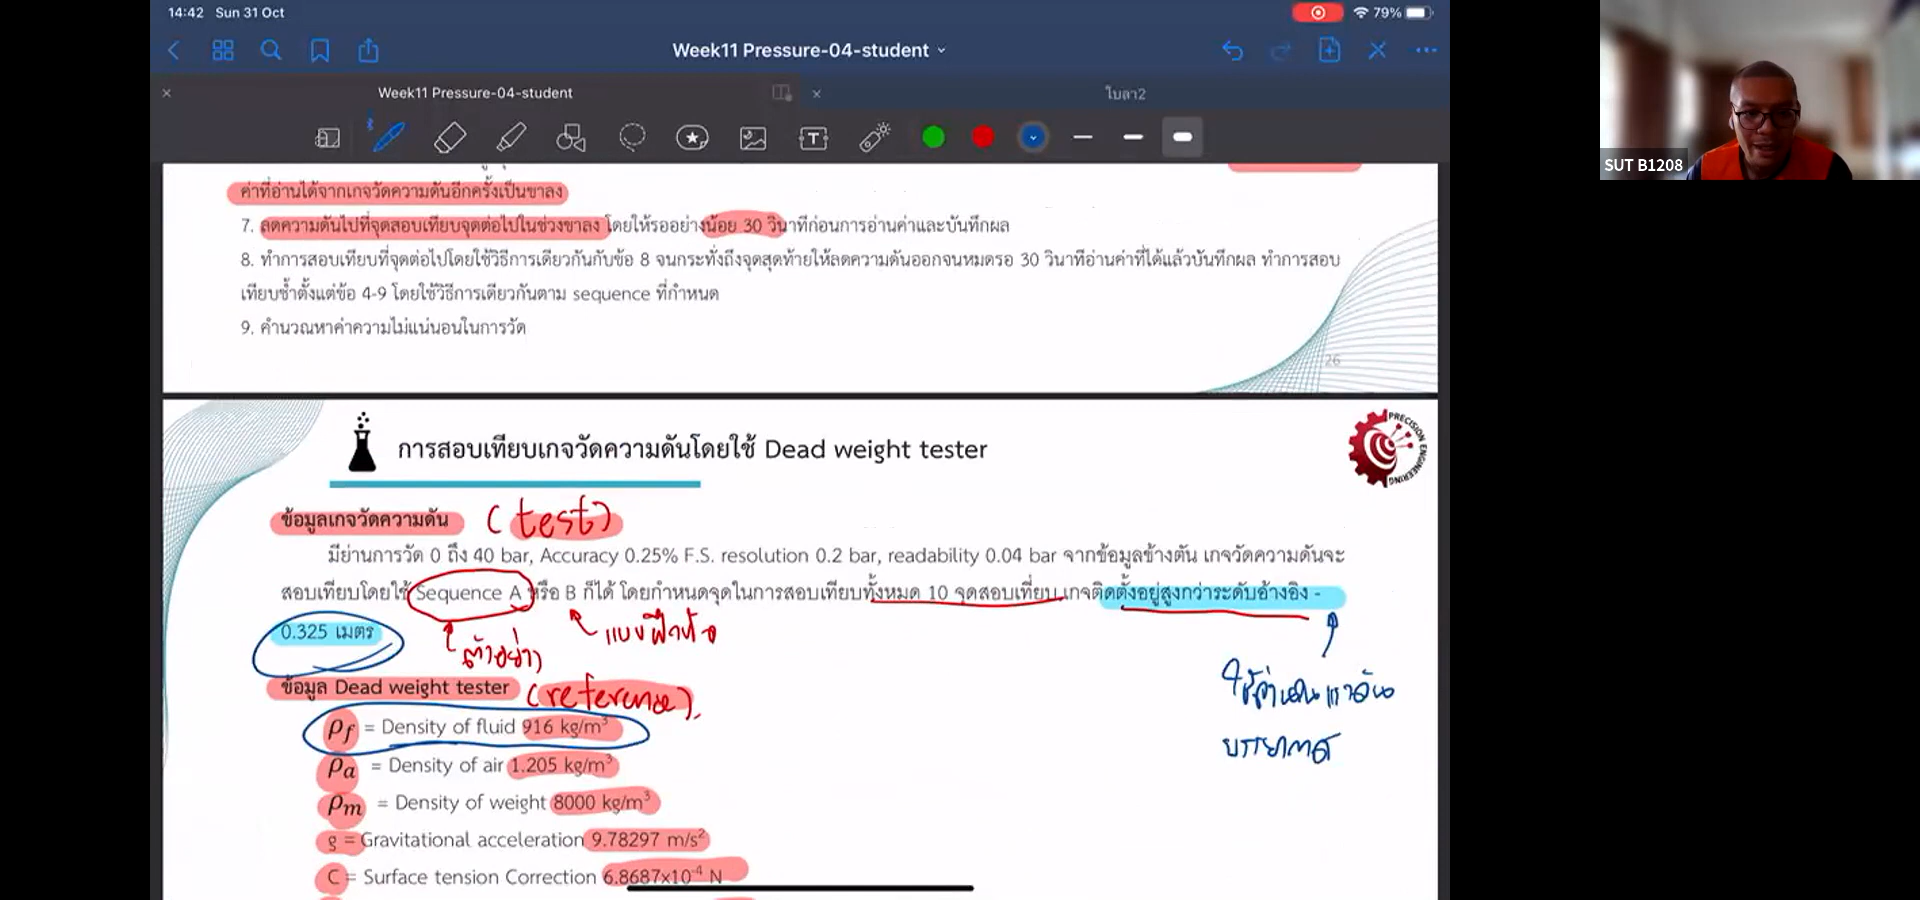 14:42 Sun 31 Oct
79%
Week11 Pressure-04-student
Week11 Pressure-04-student
ใบลา2
SUT B1208
ค่าที่อ่านได้จากเกจวัดความดันอีกครั้งเป็นขาลง
7. ลดความดันไปที่จุดสอบเทียบจุดต่อไปในช่วงขาลง โดยให้รออย่างน้อย 30 วินาทีก่อนการอ่านค่าและบันทึกผล
8. ทำการสอบเทียบที่จุดต่อไปโดยใช้วิธีการเดียวกันกับข้อ 8 จนกระทั่งถึงจุดสุดท้ายให้ลดความดันออกจนหมดรอ 30 วินาทีอ่านค่าที่ได้แล้วบันทึกผล ทำการสอบ
เทียบซ้ำตั้งแต่ข้อ 4-9 โดยใช้วิธีการเดียวกันตาม sequence ที่กำหนด
9. คำนวณหาค่าความไม่แน่นอนในการวัด
26
การสอบเทียบเกจวัดความดันโดยใช้ Dead weight tester
PRECISION ENGINEERING
ข้อมูลเกจวัดความดัน (test)
มีย่านการวัด 0 ถึง 40 bar, Accuracy 0.25% F.S. resolution 0.2 bar, readability 0.04 bar จากข้อมูลข้างต้น เกจวัดความดันจะ
สอบเทียบโดยใช้ Sequence A หรือ B ก็ได้ โดยกำหนดจุดในการสอบเทียบทั้งหมด 10 จุดสอบเทียบ เกจติดตั้งอยู่สูงกว่าระดับอ้างอิง -
0.325 เมตร
แบบฝึกหัด
ตัวอย่าง
ข้อมูล Dead weight tester (reference)
บรรยากาศ
ρf = Density of fluid 916 kg/m³
ρa = Density of air 1.205 kg/m³
ρm = Density of weight 8000 kg/m³
g = Gravitational acceleration 9.78297 m/s²
C = Surface tension Correction 6.8687x10⁻⁴ N